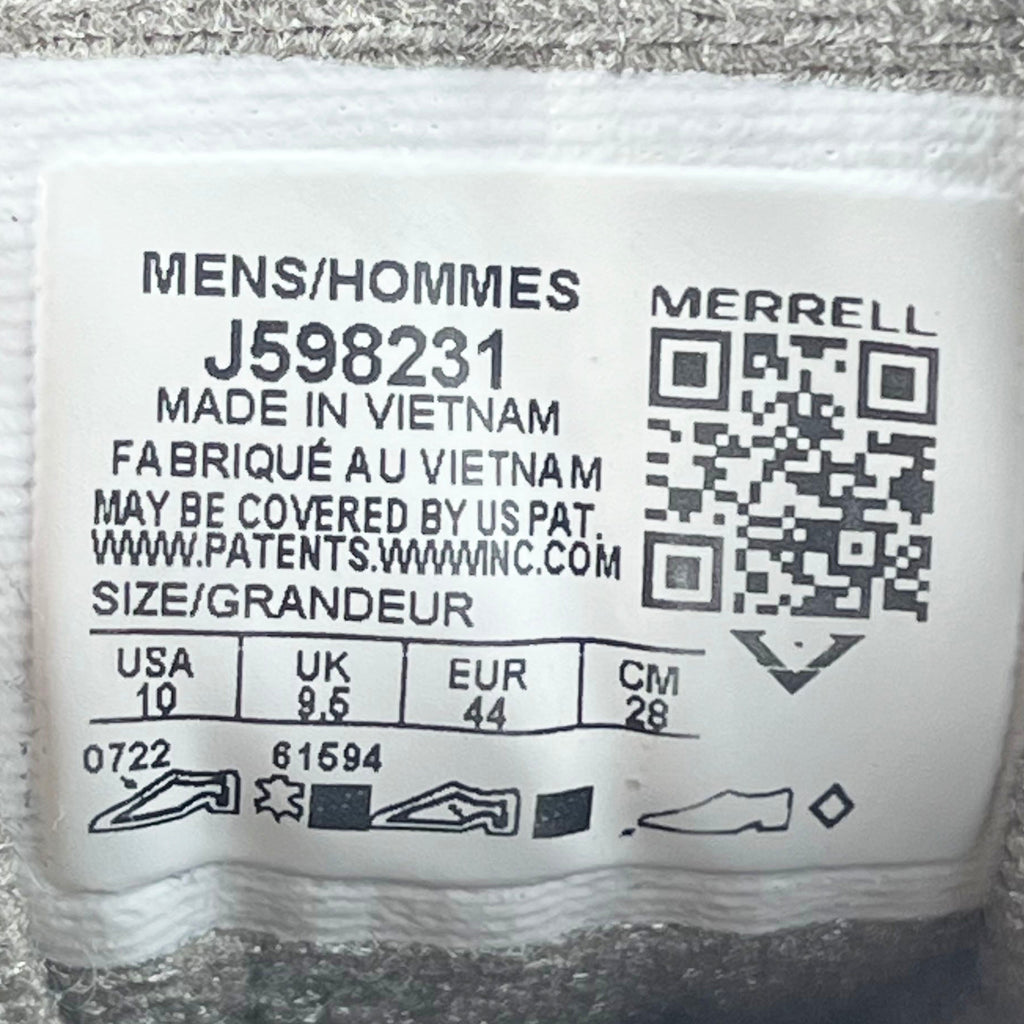 MENS/HOMMES
J598231
MADE IN VIETNAM
FABRIQUÉ AU VIETNAM
MAY BE COVERED BY US PAT.
WWW.PATENTS.WWWINC.COM
SIZE/GRANDEUR
USA UK EUR CM
10 9.5 44 28
0722 61594
MERRELL